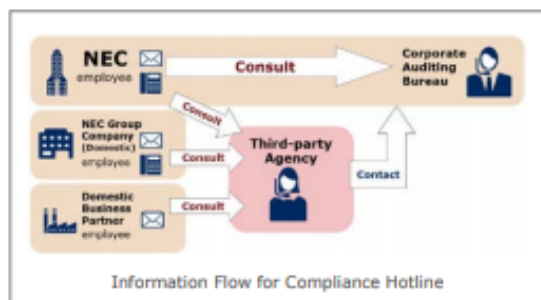 NEC
employee
Consult
Corporate
Auditing
Bureau
Consult
NEC Group
Company
(Domestic)
employee
Consult
Third-party
Agency
Contact
Domestic
Business
Partner
employee
Consult
Information Flow for Compliance Hotline